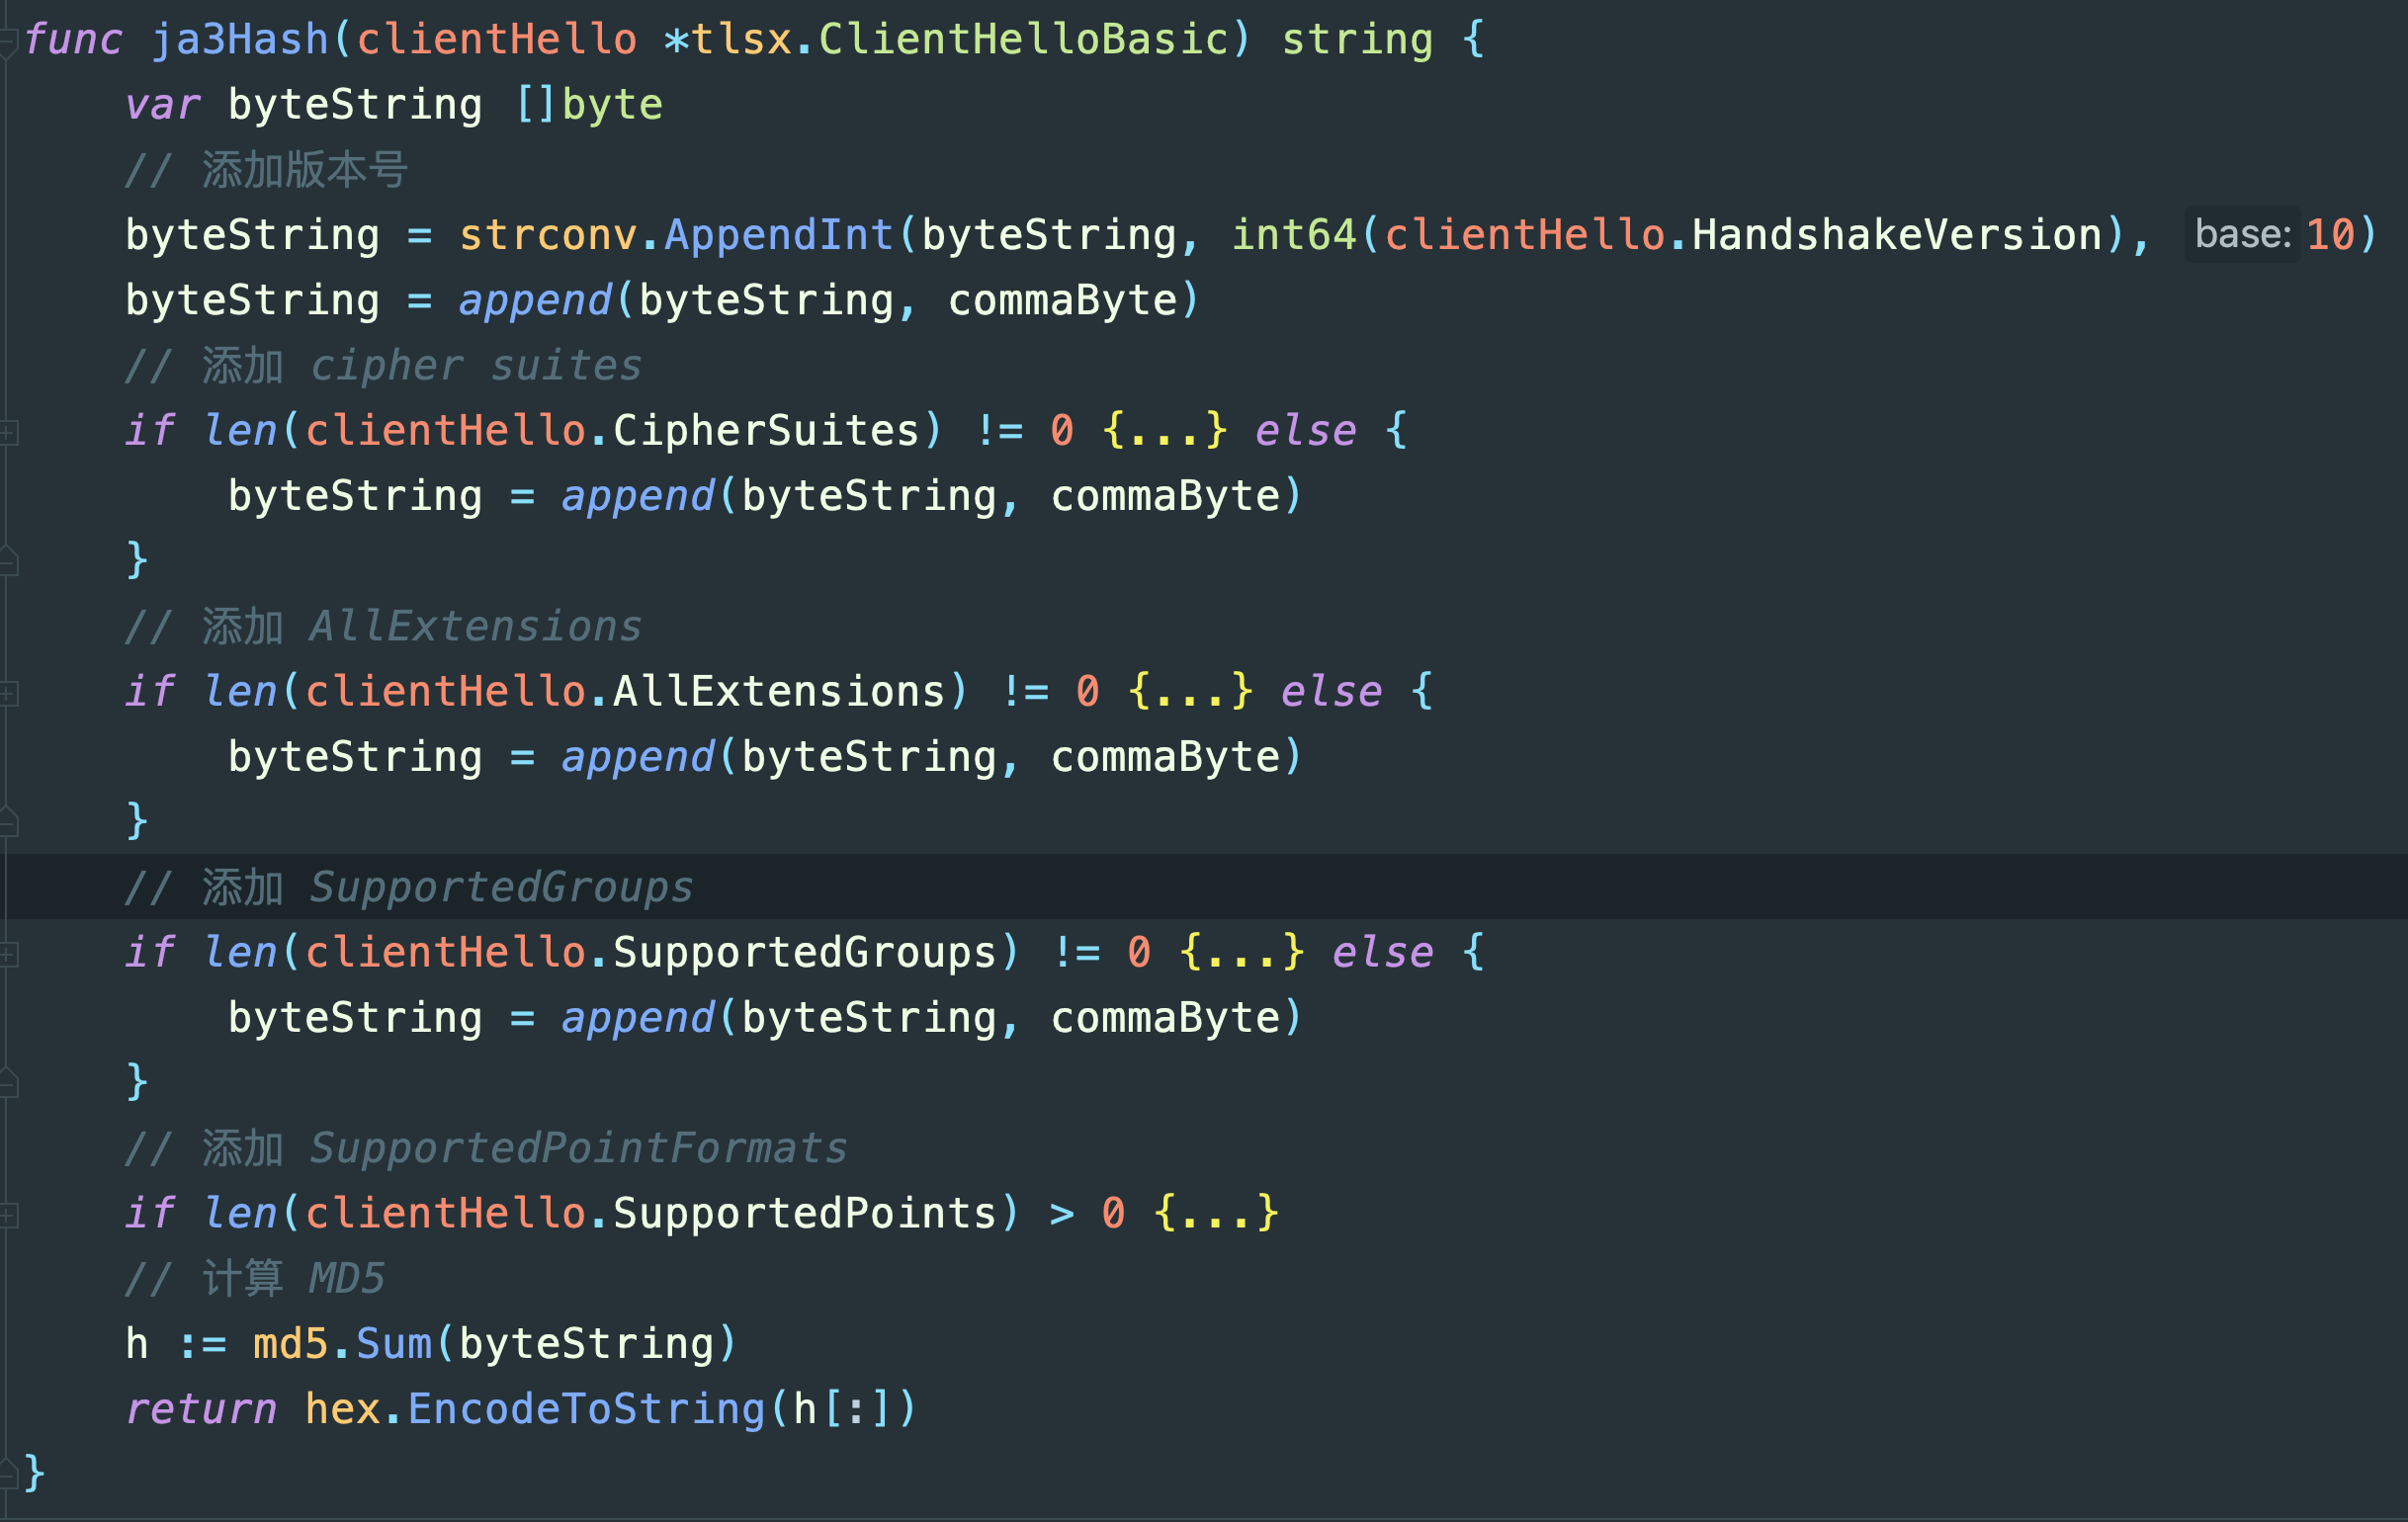 func ja3Hash(clientHello *tlsx.ClientHelloBasic) string {
    var byteString []byte
    // 添加版本号
    byteString = strconv.AppendInt(byteString, int64(clientHello.HandshakeVersion), base: 10)
    byteString = append(byteString, commaByte)
    // 添加 cipher suites
    if len(clientHello.CipherSuites) != 0 {...} else {
        byteString = append(byteString, commaByte)
    }
    // 添加 AllExtensions
    if len(clientHello.AllExtensions) != 0 {...} else {
        byteString = append(byteString, commaByte)
    }
    // 添加 SupportedGroups
    if len(clientHello.SupportedGroups) != 0 {...} else {
        byteString = append(byteString, commaByte)
    }
    // 添加 SupportedPointFormats
    if len(clientHello.SupportedPoints) > 0 {...}
    // 计算 MD5
    h := md5.Sum(byteString)
    return hex.EncodeToString(h[:])
}